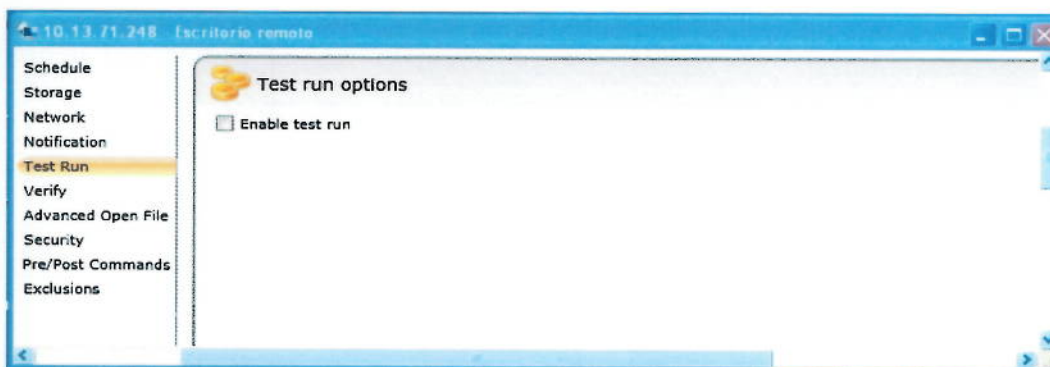 10.13.71.248 Escritorio remoto
Schedule
Storage
Network
Notification
Test Run
Verify
Advanced Open File
Security
Pre/Post Commands
Exclusions
Test run options
Enable test run